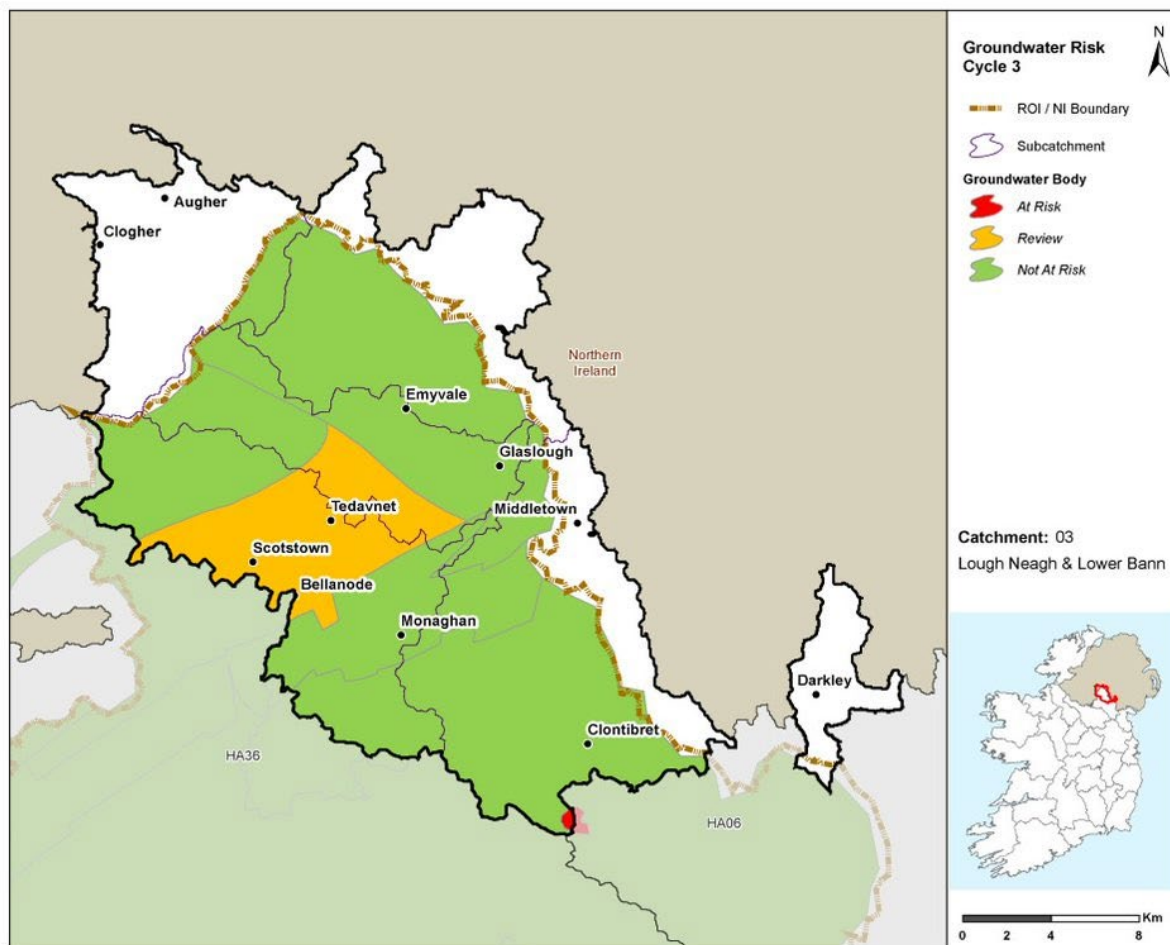 Augher
Clogher
Emyvale
Glaslough
Tedavnet
Middletown
Scotstown
Bellanode
Monaghan
Darkley
Clontibret
Northern
Ireland
HA36
HA06
Groundwater Risk
Cycle 3
N
ROI / NI Boundary
Subcatchment
Groundwater Body
At Risk
Review
Not At Risk
Catchment: 03
Lough Neagh & Lower Bann
Km
0 2 4 8